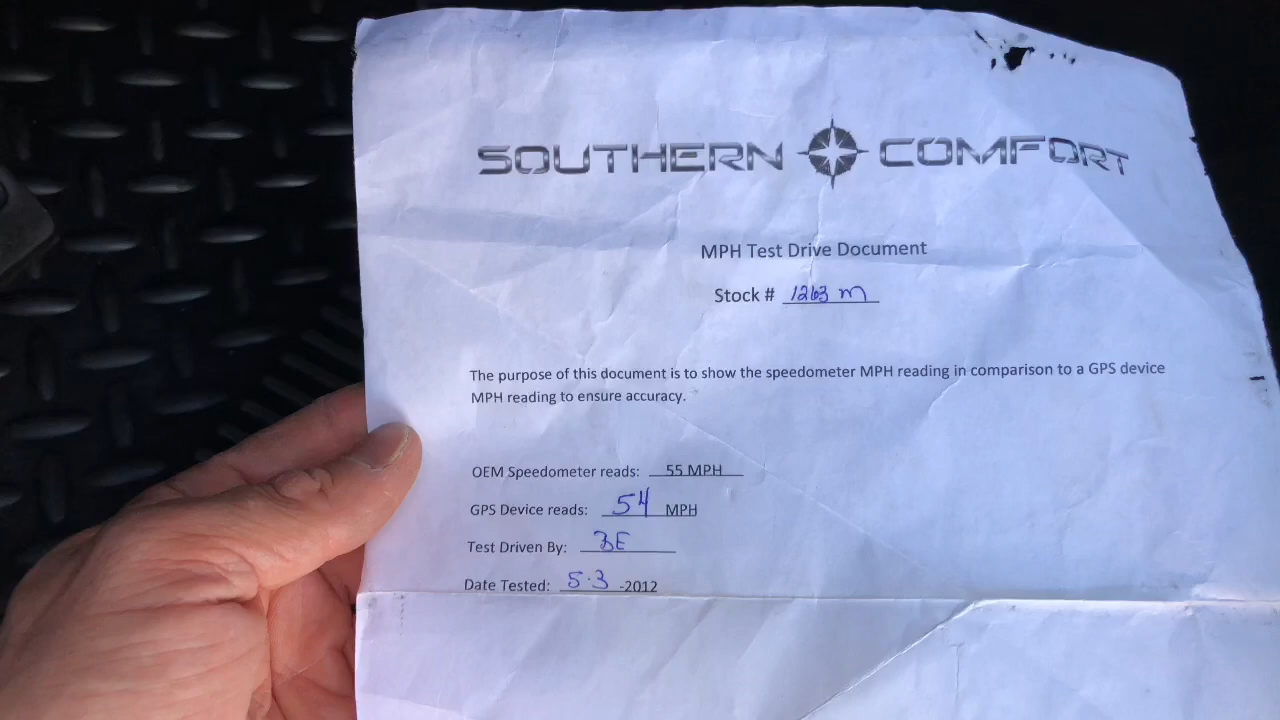 SOUTHERN COMFORT
MPH Test Drive Document
Stock # 1263 m
The purpose of this document is to show the speedometer MPH reading in comparison to a GPS device
MPH reading to ensure accuracy.
OEM Speedometer reads: 55 MPH
GPS Device reads: 54 MPH
Test Driven By: BE
Date Tested: 5-3 -2012